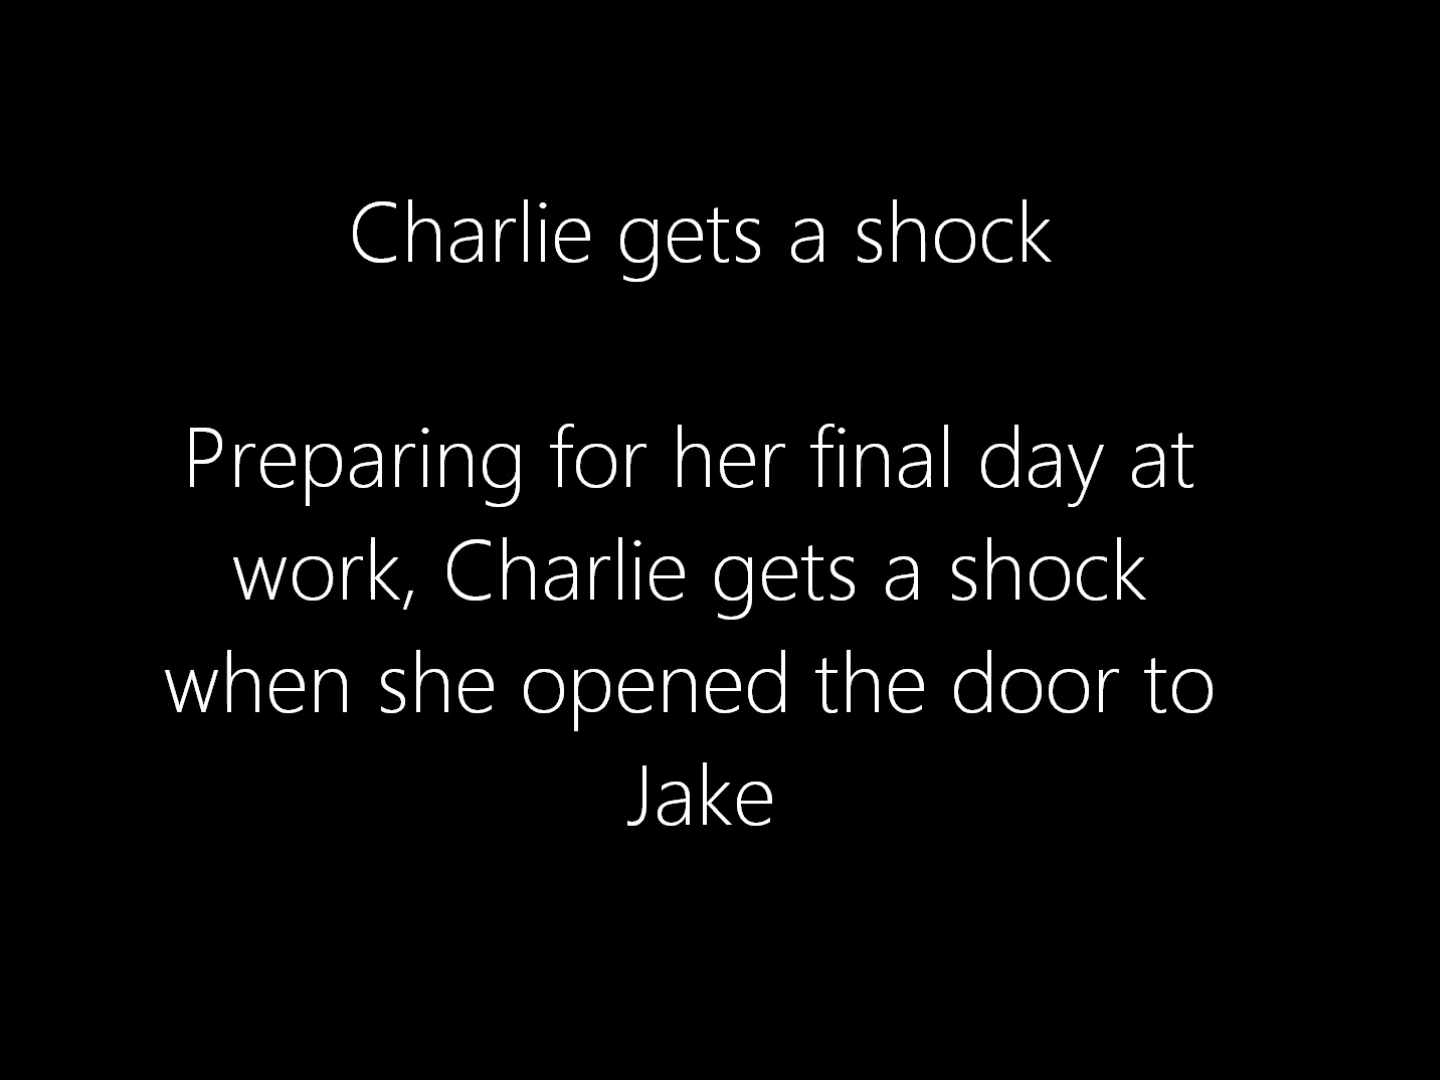 Charlie gets a shock
Preparing for her final day at
work, Charlie gets a shock
when she opened the door to
Jake